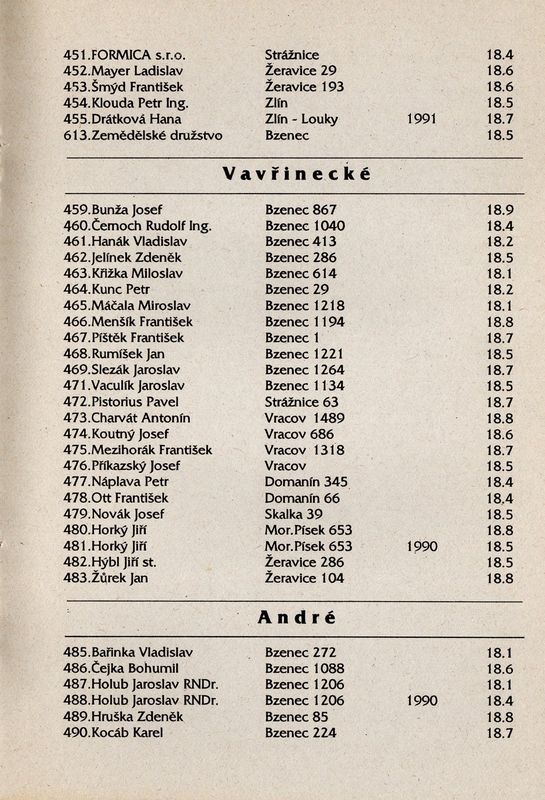 451.FORMICA s.r.o. Strážnice 18.4
452.Mayer Ladislav Žeravice 29 18.6
453.Šmýd František Žeravice 193 18.6
454.Klouda Petr Ing. Zlín 18.5
455.Drátková Hana Zlín - Louky 1991 18.7
613.Zemědělské družstvo Bzenec 18.5
Vavřinecké
459.Bunža Josef Bzenec 867 18.9
460.Černoch Rudolf Ing. Bzenec 1040 18.4
461.Hanák Vladislav Bzenec 413 18.2
462.Jelínek Zdeněk Bzenec 286 18.5
463.Křižka Miloslav Bzenec 614 18.1
464.Kunc Petr Bzenec 29 18.2
465.Máčala Miroslav Bzenec 1218 18.1
466.Menšík František Bzenec 1194 18.8
467.Píštěk František Bzenec 1 18.7
468.Rumíšek Jan Bzenec 1221 18.5
469.Slezák Jaroslav Bzenec 1264 18.7
471.Vaculík Jaroslav Bzenec 1134 18.5
472.Pistorius Pavel Strážnice 63 18.7
473.Charvát Antonín Vracov 1489 18.8
474.Koutný Josef Vracov 686 18.6
475.Mezihorák František Vracov 1318 18.7
476.Příkazský Josef Vracov 18.5
477.Náplava Petr Domanín 345 18.4
478.Ott František Domanín 66 18,4
479.Novák Josef Skalka 39 18.5
480.Horký Jiří Mor.Písek 653 18.8
481.Horký Jiří Mor.Písek 653 1990 18.5
482.Hýbl Jiří st. Žeravice 286 18.5
483.Žůrek Jan Žeravice 104 18.8
André
485.Bařinka Vladislav Bzenec 272 18.1
486.Čejka Bohumil Bzenec 1088 18.6
487.Holub Jaroslav RNDr. Bzenec 1206 18.1
488.Holub Jaroslav RNDr. Bzenec 1206 1990 18.4
489.Hruška Zdeněk Bzenec 85 18.8
490.Kocáb Karel Bzenec 224 18.7